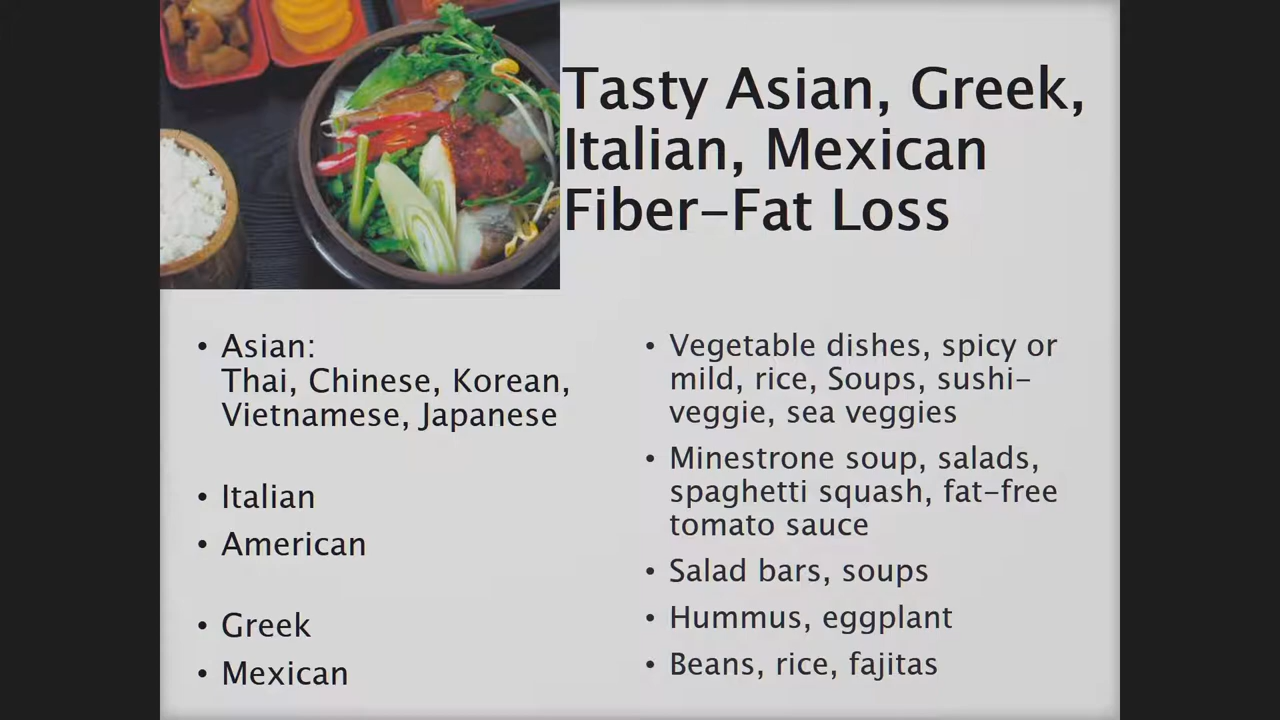 Tasty Asian, Greek,
Italian, Mexican
Fiber–Fat Loss
• Asian:
Thai, Chinese, Korean,
Vietnamese, Japanese
• Italian
• American
• Greek
• Mexican
• Vegetable dishes, spicy or
mild, rice, Soups, sushi–
veggie, sea veggies
• Minestrone soup, salads,
spaghetti squash, fat–free
tomato sauce
• Salad bars, soups
• Hummus, eggplant
• Beans, rice, fajitas